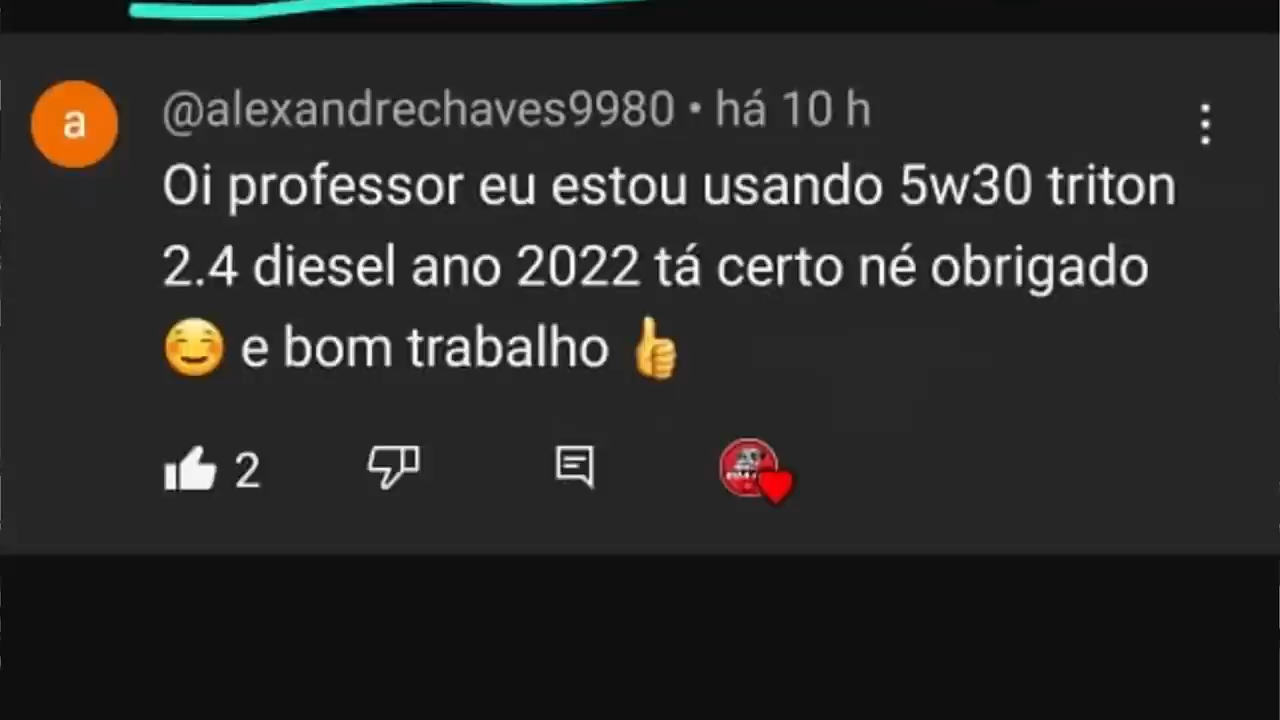 a
@alexandrechaves9980 • há 10 h
Oi professor eu estou usando 5w30 triton
2.4 diesel ano 2022 tá certo né obrigado
☺️ e bom trabalho 👍
2